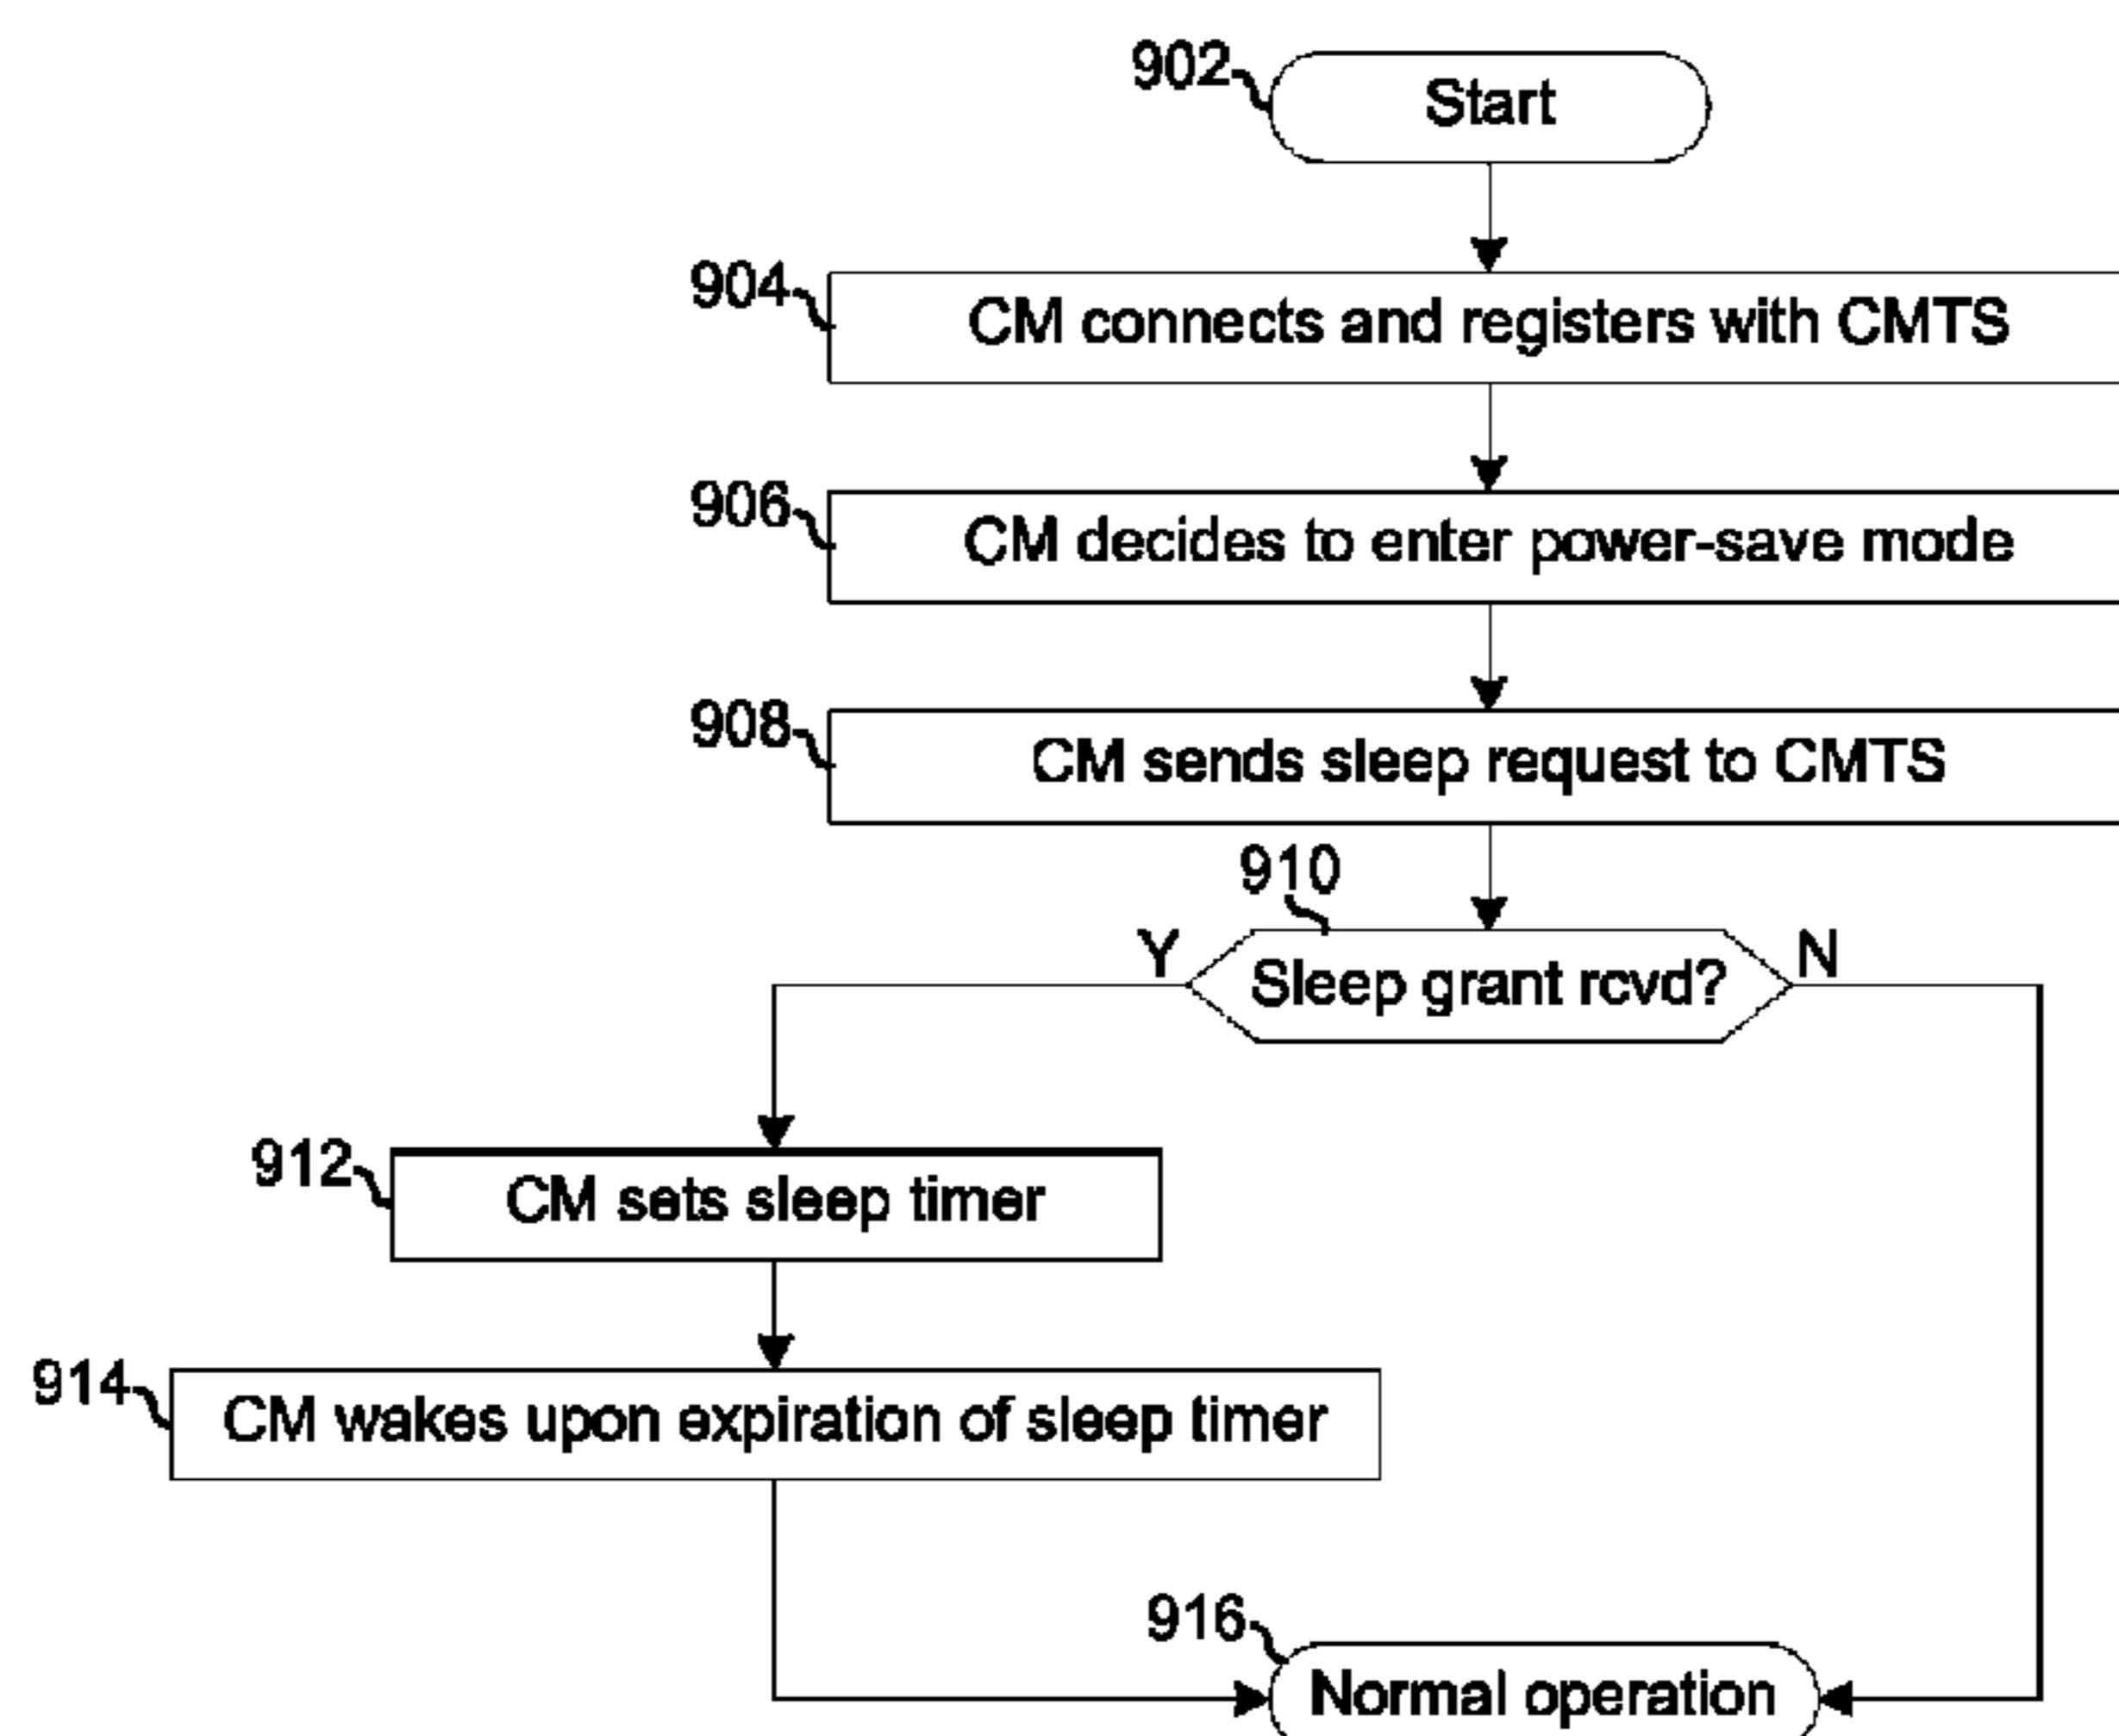 902
Start
904
CM connects and registers with CMTS
906
CM decides to enter power-save mode
908
CM sends sleep request to CMTS
910
Y
Sleep grant rcvd?
N
912
CM sets sleep timer
914
CM wakes upon expiration of sleep timer
916
Normal operation